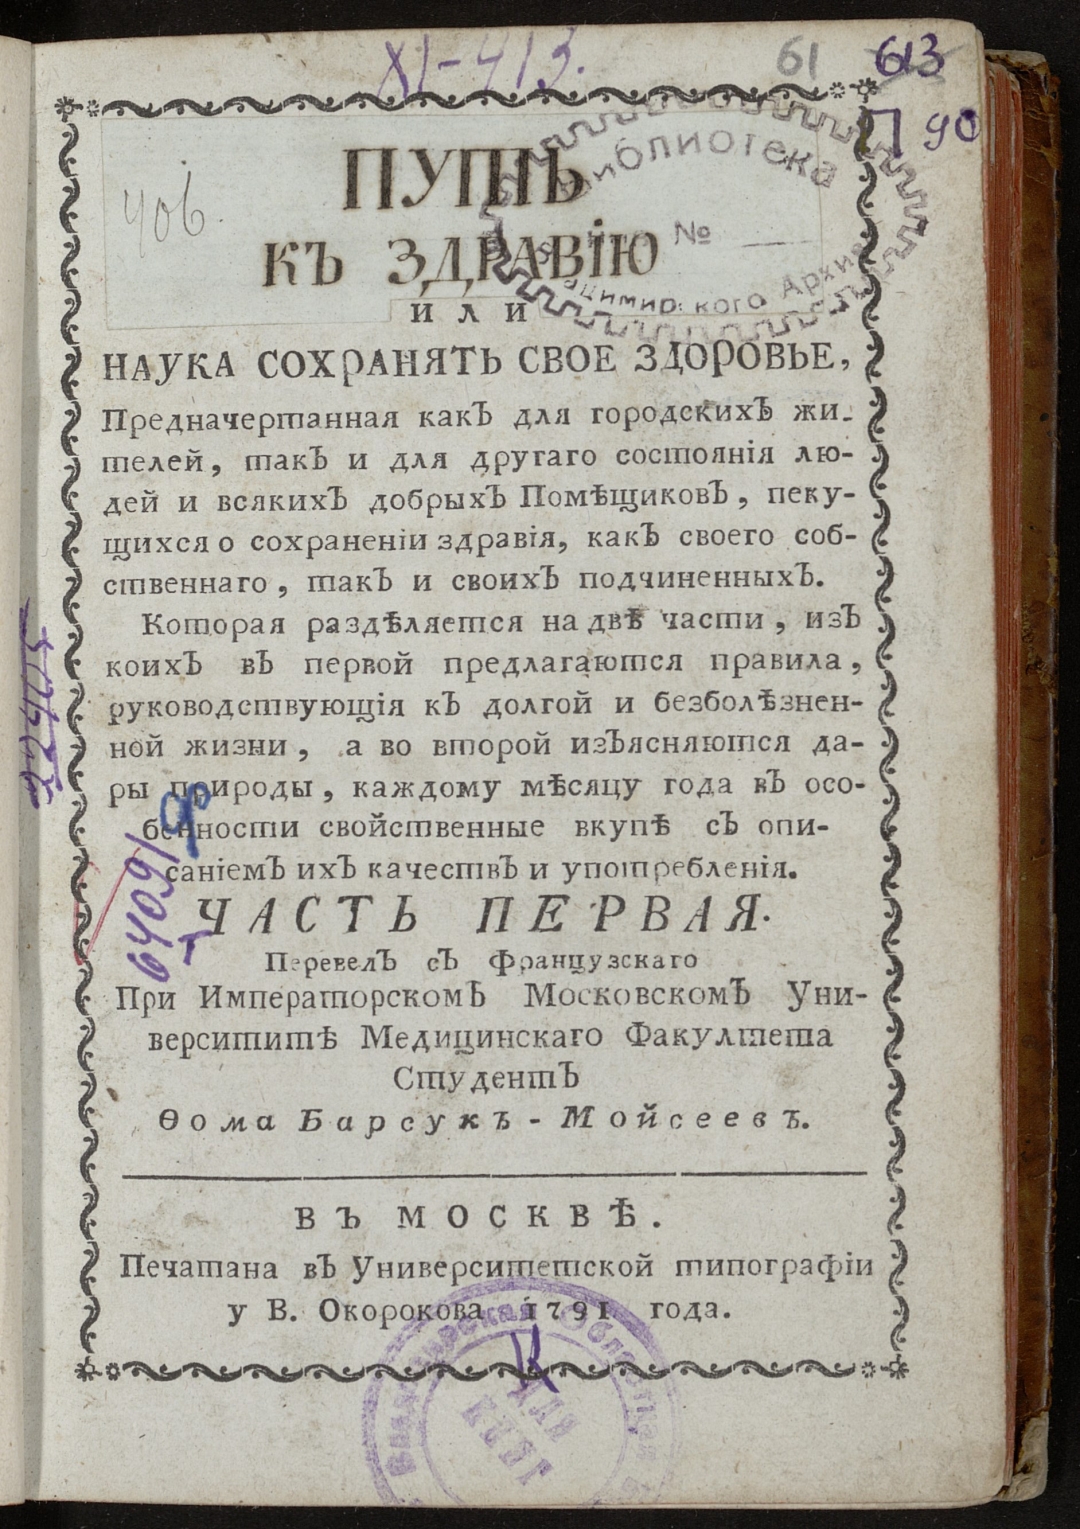 XI-413.
61 613
П 90
406.
Библиотека
№
ПУТЬ
КЪ ЗДРАВІЮ
ИЛИ
НАУКА СОХРАНЯТЬ СВОЕ ЗДОРОВЬЕ,
Предначертанная какЪ для городскихЪ жи-
телей, такЪ и для другаго состоянія лю-
дей и всякихЪ добрыхЪ ПомѣщиковЪ, пеку-
щихся о сохраненіи здравія, какЪ своего соб-
ственнаго, такЪ и своихЪ подчиненныхЪ.
Которая раздѣляется на двѣ части, изЪ
коихЪ вЪ первой предлагаются правила,
руководствующія кЪ долгой и безболѣзнен-
ной жизни, а во второй изЪясняются да-
ры природы, каждому мѣсяцу года вЪ осо-
бенности свойственные вкупѣ сЪ опи-
саніемЪ ихЪ качествЪ и употребленія.
ЧАСТЬ ПЕРВАЯ.
ПеревелЪ сЪ Французскаго
При ИмператорскомЪ МосковскомЪ Уни-
версититѣ Медицинскаго Факултета
СтудентЪ
Ѳома Барсукъ-Мойсеевъ.
ВЪ МОСКВѢ.
Печатана вЪ Университетской типографіи
у В. Окорокова 1791 года.
ДЛЯ
КНИГ